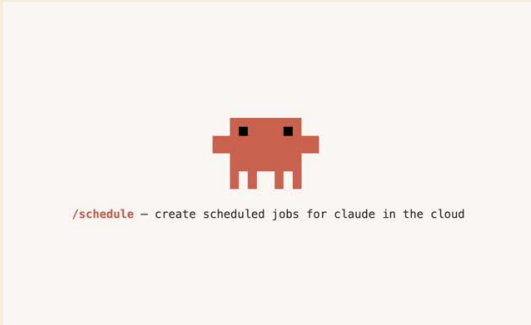 /schedule — create scheduled jobs for claude in the cloud